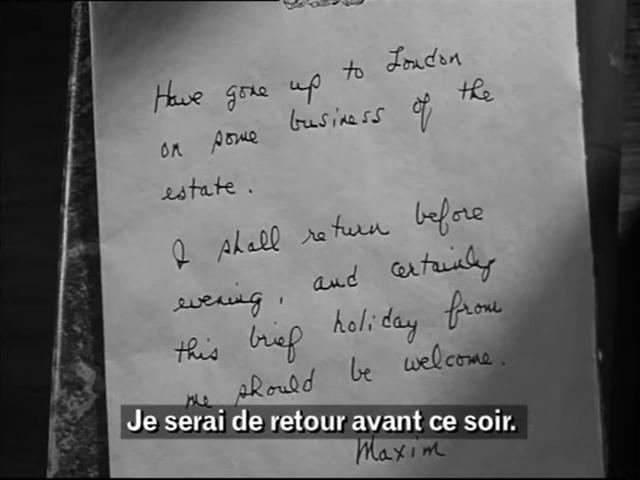 Have gone up to London
on some business of the
estate.
I shall return before
evening, and certainly
this brief holiday from
me should be welcome.
Je serai de retour avant ce soir.
Maxim